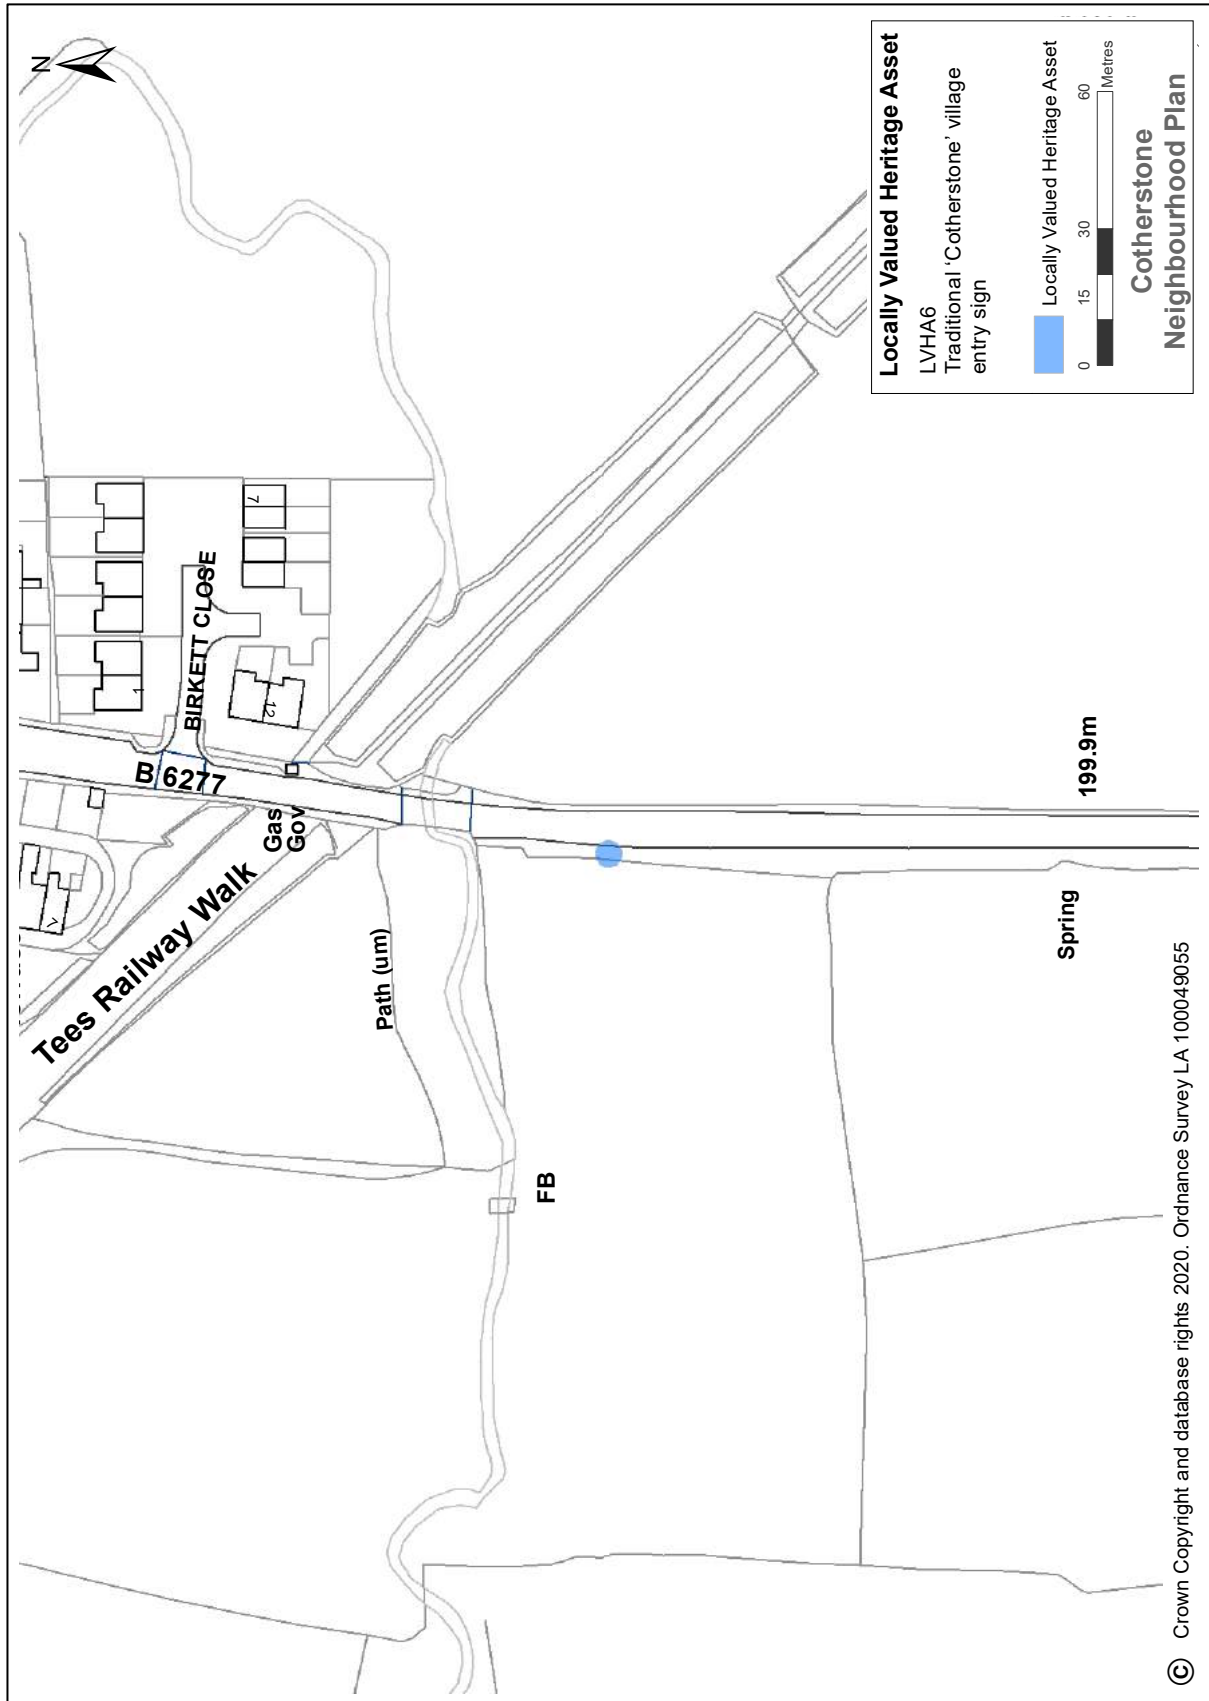 N
BIRKETT CLOSE
7
1
12
B 6277
Gas
Gov
Tees Railway Walk
Path (um)
FB
199.9m
Spring
Locally Valued Heritage Asset
LVHA6
Traditional ‘Cotherstone’ village
entry sign
Locally Valued Heritage Asset
0 15 30 60
Metres
Cotherstone
Neighbourhood Plan
© Crown Copyright and database rights 2020. Ordnance Survey LA 100049055